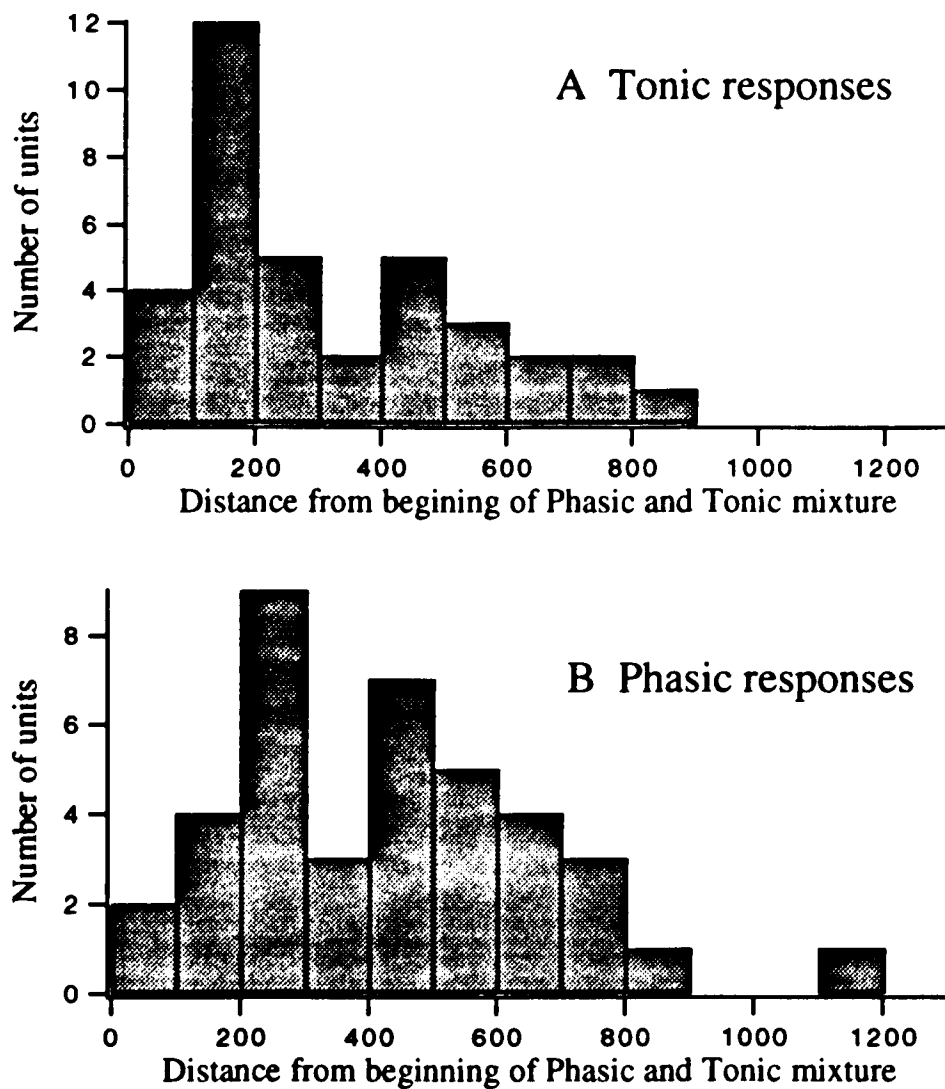 12
10
8
6
4
2
0
Number of units
A Tonic responses
0 200 400 600 800 1000 1200
Distance from begining of Phasic and Tonic mixture
8
6
4
2
0
Number of units
B Phasic responses
0 200 400 600 800 1000 1200
Distance from beginning of Phasic and Tonic mixture